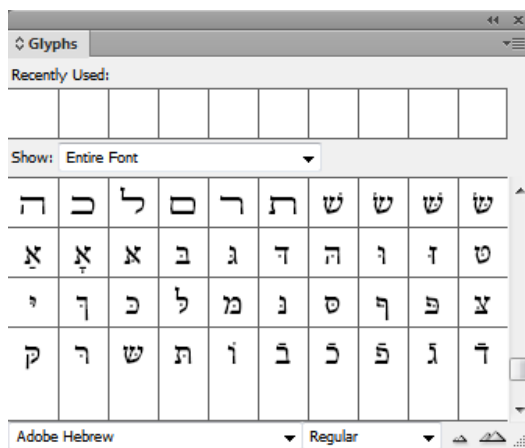 Glyphs
Recently Used:
Show: Entire Font
ﬣ ﬤ ﬥ ﬦ ﬧ ﬨ שׁ שׂ שּׁ שּׂ
אַ אָ אּ בּ גּ דּ הּ וּ זּ טּ
יּ ךּ כּ לּ מּ נּ סּ ףּ פּ צּ
קּ רּ שּ תּ וֹ בֿ כֿ פֿ גֿ דֿ
Adobe Hebrew Regular